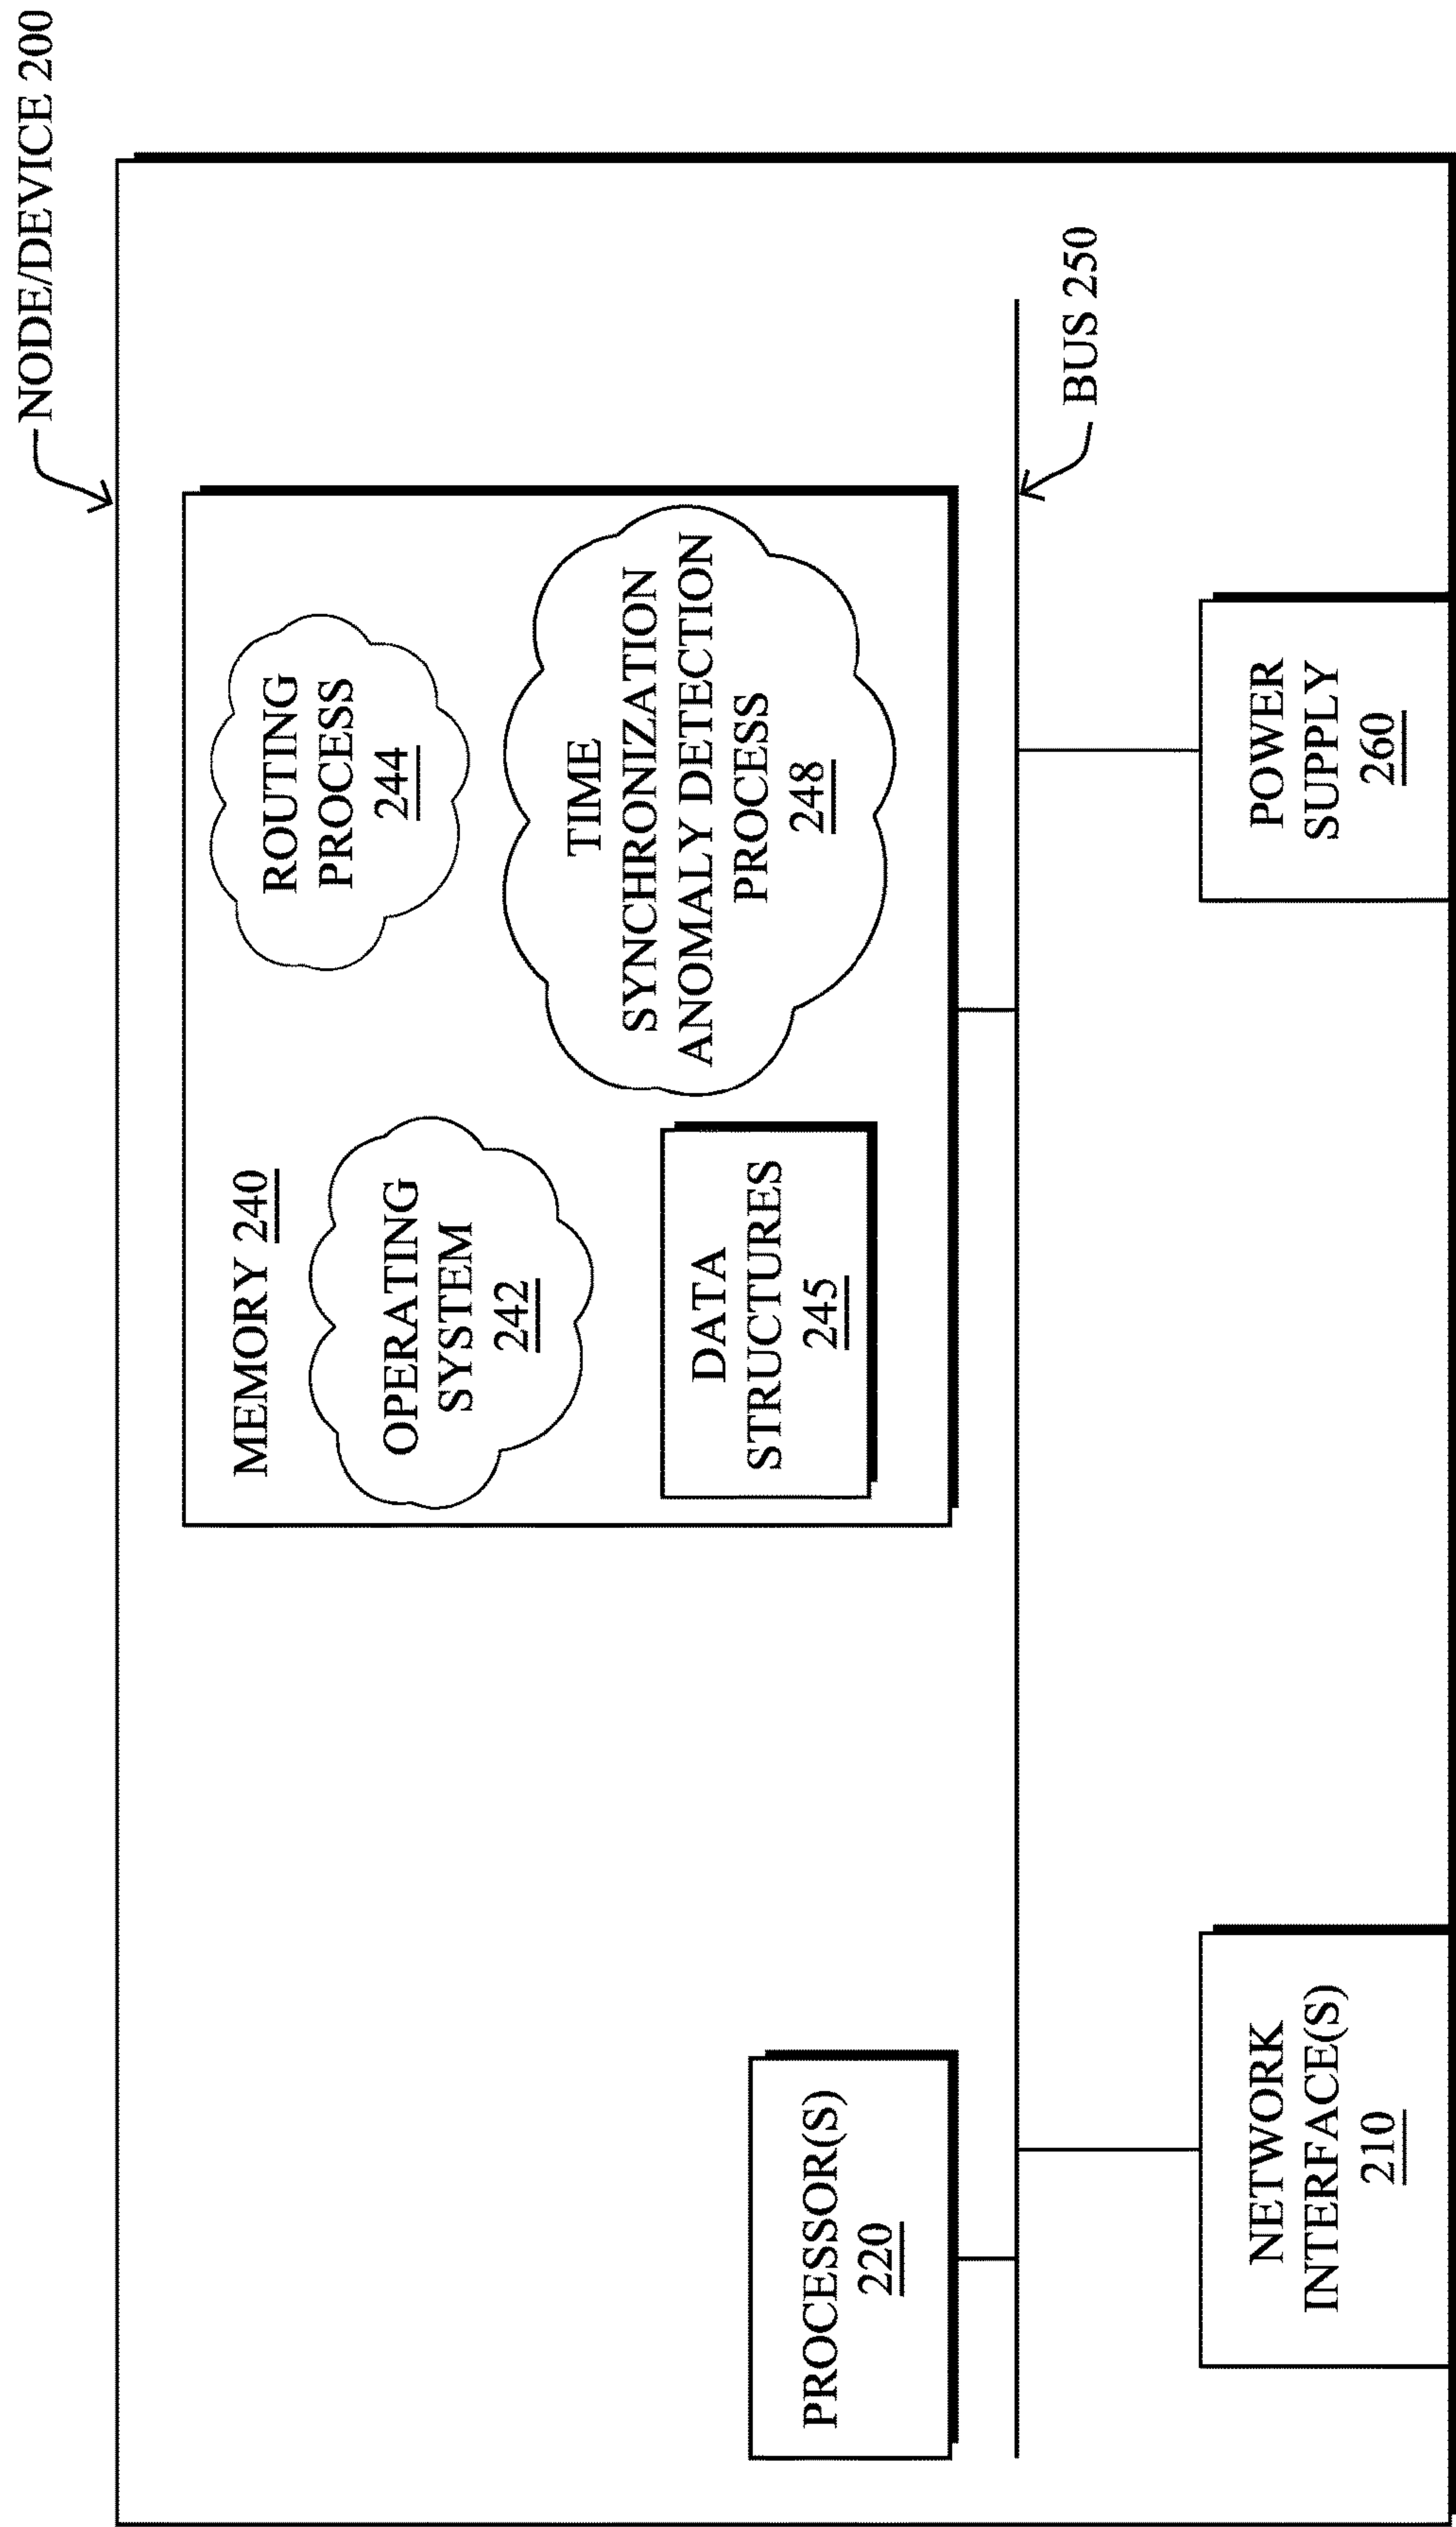 NODE/DEVICE 200
MEMORY 240
OPERATING
SYSTEM
242
ROUTING
PROCESS
244
DATA
STRUCTURES
245
TIME
SYNCHRONIZATION
ANOMALY DETECTION
PROCESS
248
PROCESSOR(S)
220
BUS 250
NETWORK
INTERFACE(S)
210
POWER
SUPPLY
260